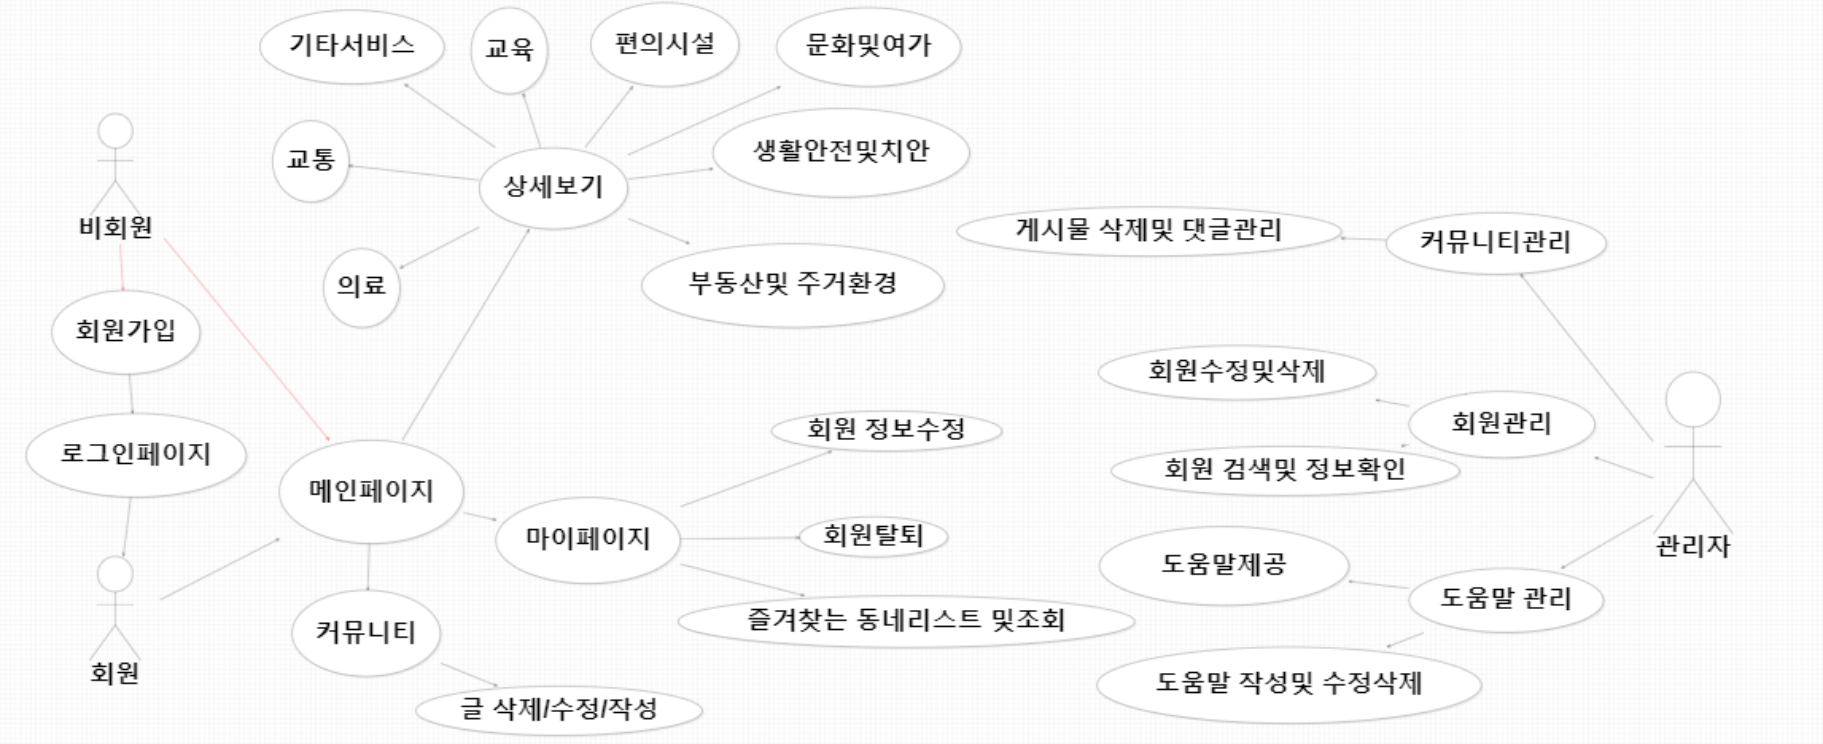 기타서비스
교육
편의시설
문화및여가
교통
생활안전및치안
상세보기
비회원
게시물 삭제및 댓글관리
커뮤니티관리
의료
부동산및 주거환경
회원가입
회원수정및삭제
회원 정보수정
회원관리
로그인페이지
회원 검색및 정보확인
메인페이지
마이페이지
회원탈퇴
관리자
도움말제공
도움말 관리
즐겨찾는 동네리스트 및조회
커뮤니티
회원
도움말 작성및 수정삭제
글 삭제/수정/작성